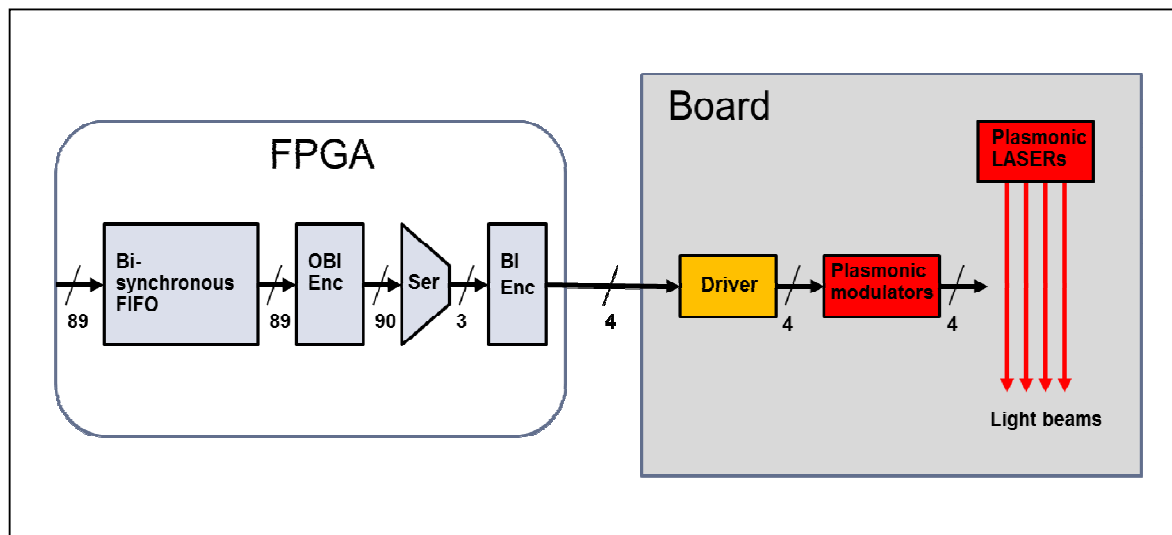 Board
FPGA
Plasmonic
LASERs
Bi-
synchronous
FIFO
OBI
Enc
Ser
BI
Enc
Driver
Plasmonic
modulators
89
89
90
3
4
4
4
Light beams